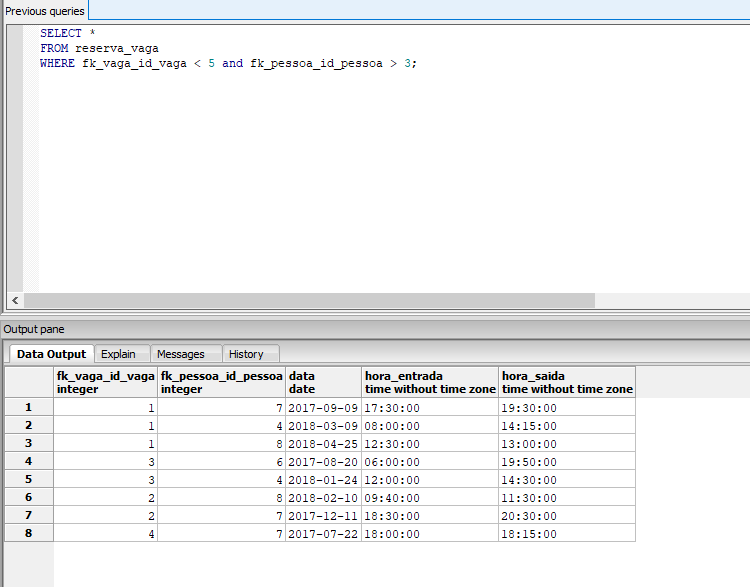 Previous queries
SELECT *
FROM reserva_vaga
WHERE fk_vaga_id_vaga < 5 and fk_pessoa_id_pessoa > 3;
Output pane
Data Output Explain Messages History
fk_vaga_id_vaga fk_pessoa_id_pessoa data hora_entrada hora_saida
integer integer date time without time zone time without time zone
1 1 7 2017-09-09 17:30:00 19:30:00
2 1 4 2018-03-09 08:00:00 14:15:00
3 1 8 2018-04-25 12:30:00 13:00:00
4 3 6 2017-08-20 06:00:00 19:50:00
5 3 4 2018-01-24 12:00:00 14:30:00
6 2 8 2018-02-10 09:40:00 11:30:00
7 2 7 2017-12-11 18:30:00 20:30:00
8 4 7 2017-07-22 18:00:00 18:15:00